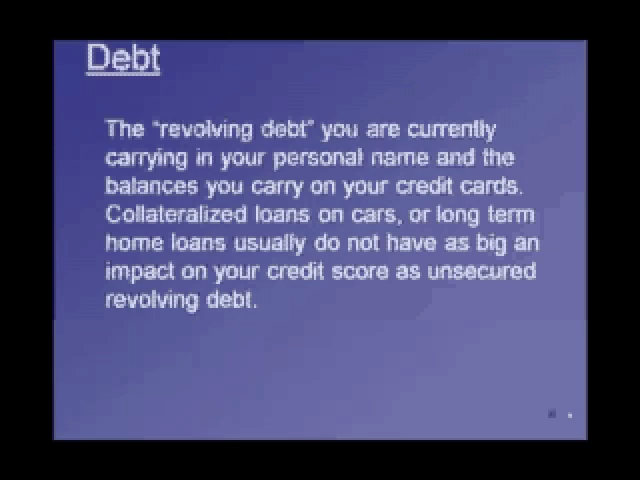 Debt
The "revolving debt" you are currently
carrying in your personal name and the
balances you carry on your credit cards.
Collateralized loans on cars, or long term
home loans usually do not have as big an
impact on your credit score as unsecured
revolving debt.